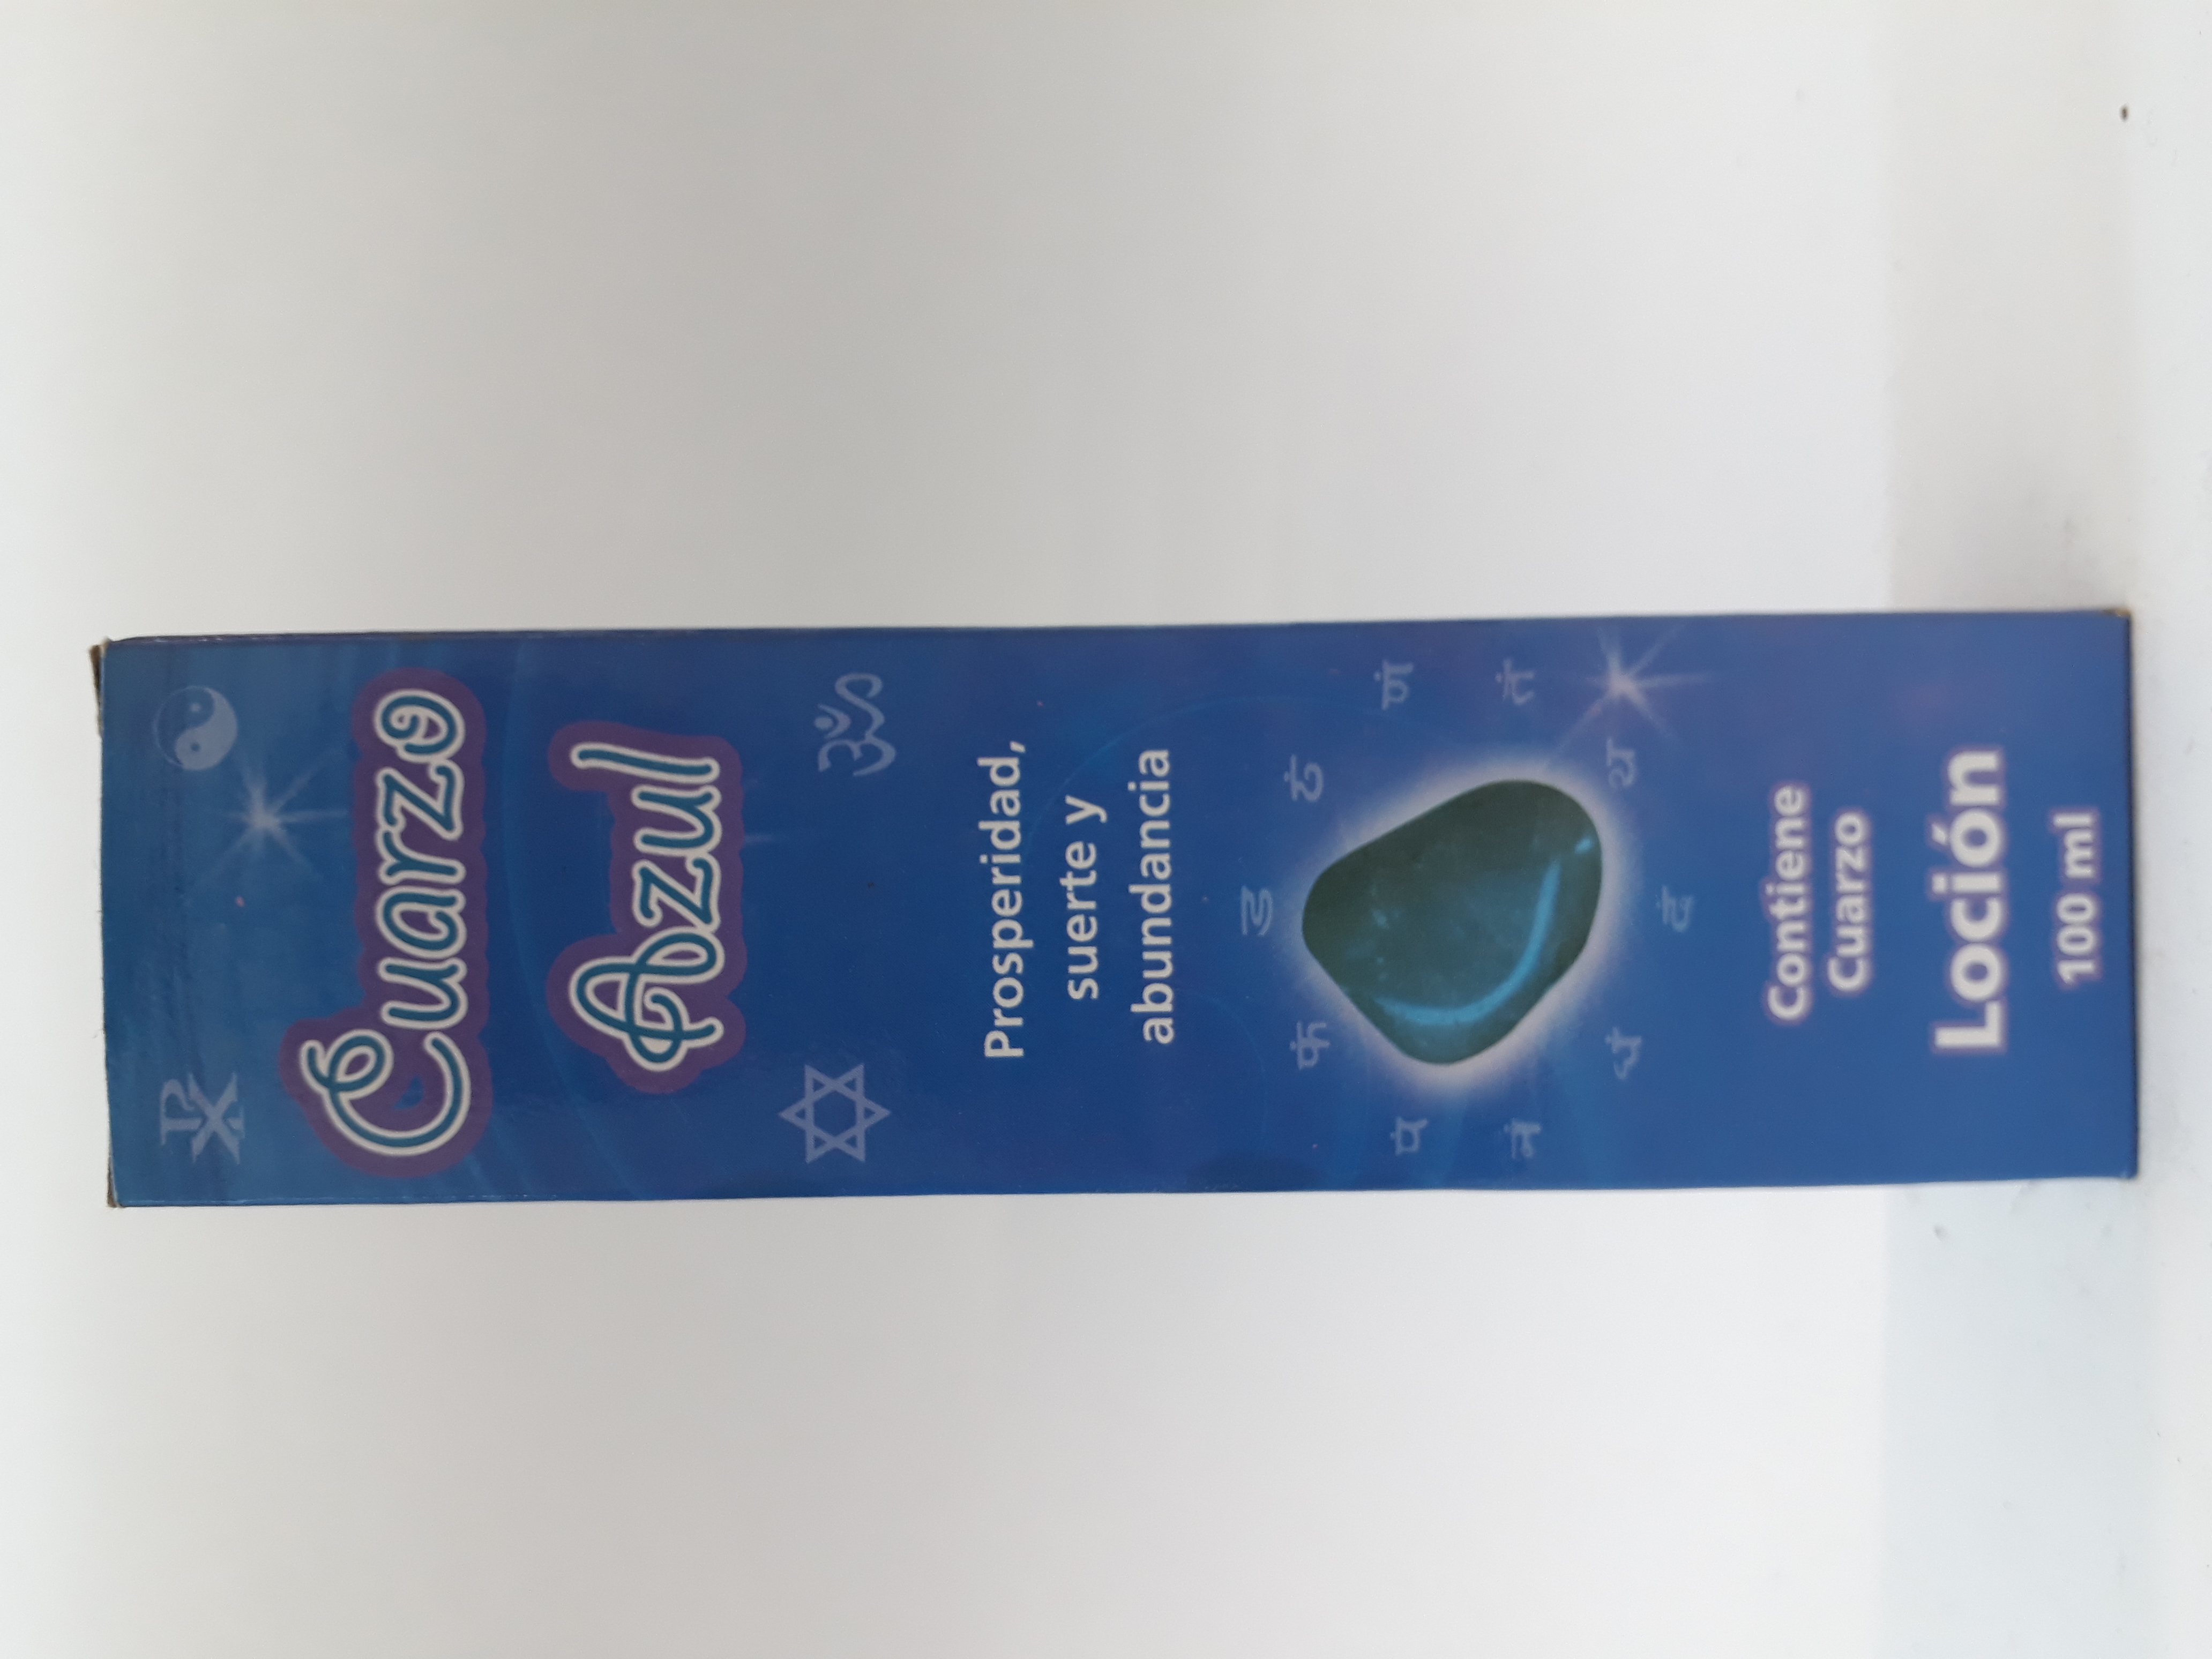 Cuarzo
Azul
ॐ
Prosperidad,
suerte y
abundancia
ड
फं
ठं
पं
णं
नं
तं
धं
थ
दं
Contiene
Cuarzo
Loción
100 ml